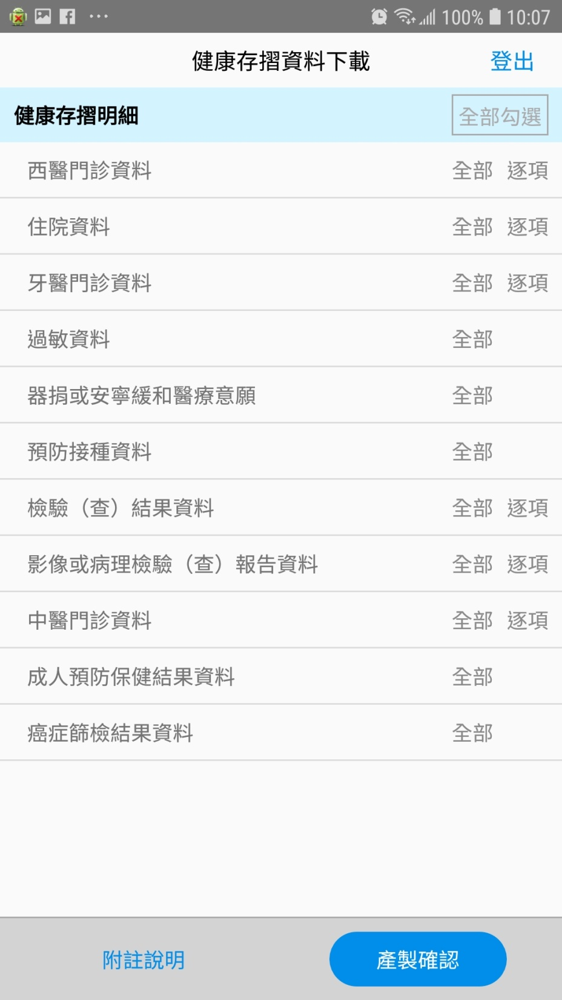 100% 10:07
健康存摺資料下載 登出
健康存摺明細 全部勾選
西醫門診資料 全部 逐項
住院資料 全部 逐項
牙醫門診資料 全部 逐項
過敏資料 全部
器捐或安寧緩和醫療意願 全部
預防接種資料 全部
檢驗（查）結果資料 全部 逐項
影像或病理檢驗（查）報告資料 全部 逐項
中醫門診資料 全部 逐項
成人預防保健結果資料 全部
癌症篩檢結果資料 全部
附註說明 產製確認